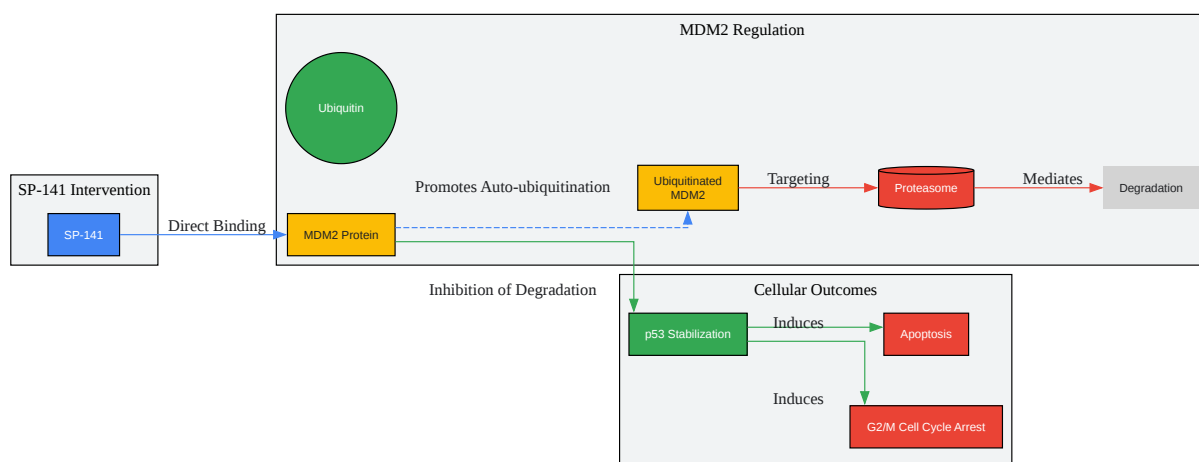 MDM2 Regulation
Ubiquitin
SP-141 Intervention
SP-141
Direct Binding
MDM2 Protein
Promotes Auto-ubiquitination
Ubiquitinated
MDM2
Targeting
Proteasome
Mediates
Degradation
Inhibition of Degradation
Cellular Outcomes
p53 Stabilization
Induces
Apoptosis
Induces
G2/M Cell Cycle Arrest